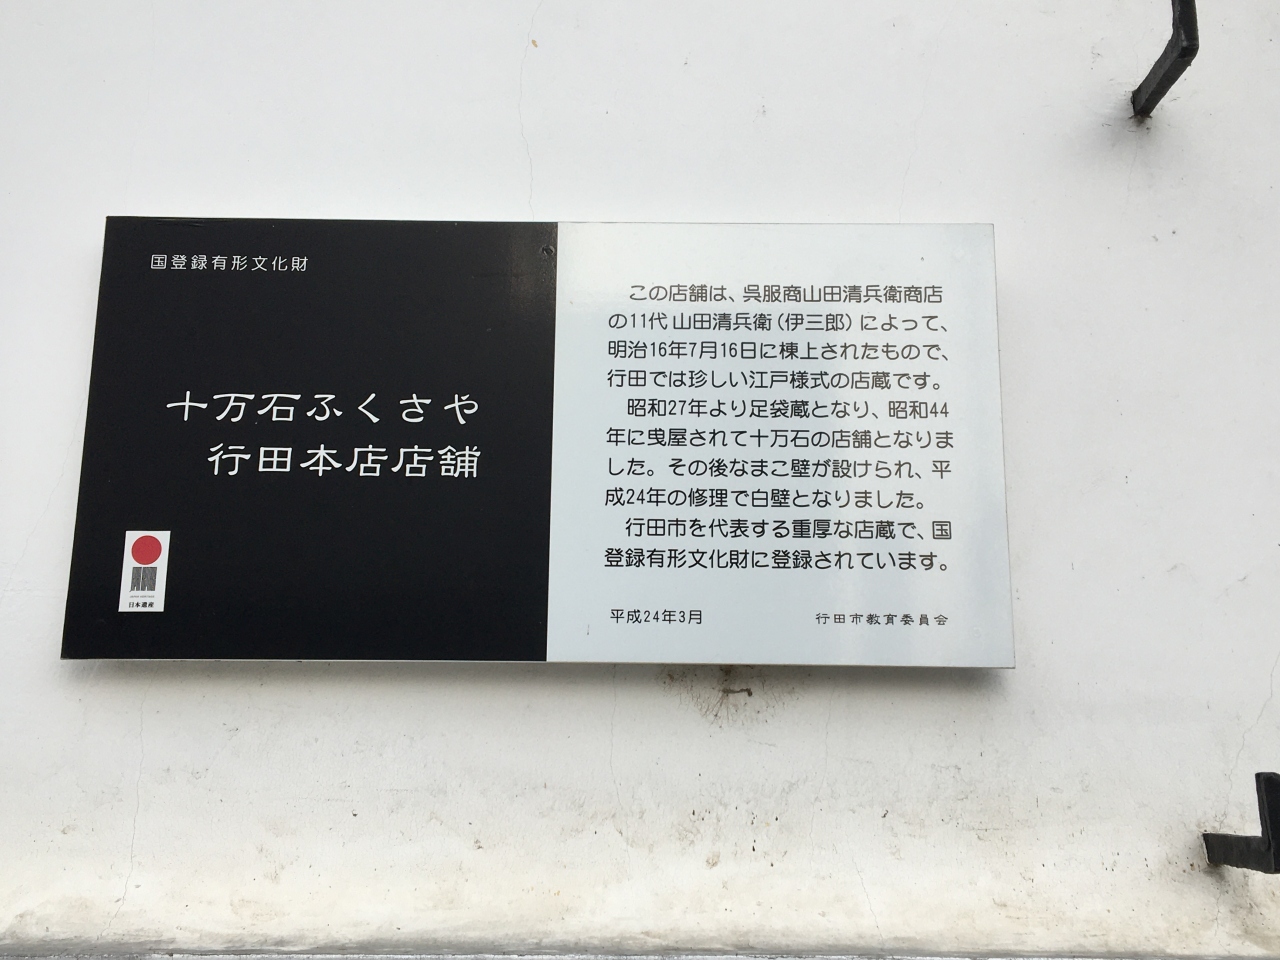 国登録有形文化財
十万石ふくさや
行田本店店舗
日本遺産
この店舗は、呉服商山田清兵衛商店
の11代 山田清兵衛（伊三郎）によって、
明治16年7月16日に棟上されたもので、
行田では珍しい江戸様式の店蔵です。
昭和27年より足袋蔵となり、昭和44
年に曵屋されて十万石の店舗となりま
した。その後なまこ壁が設けられ、平
成24年の修理で白壁となりました。
行田市を代表する重厚な店蔵で、国
登録有形文化財に登録されています。
平成24年3月
行田市教育委員会